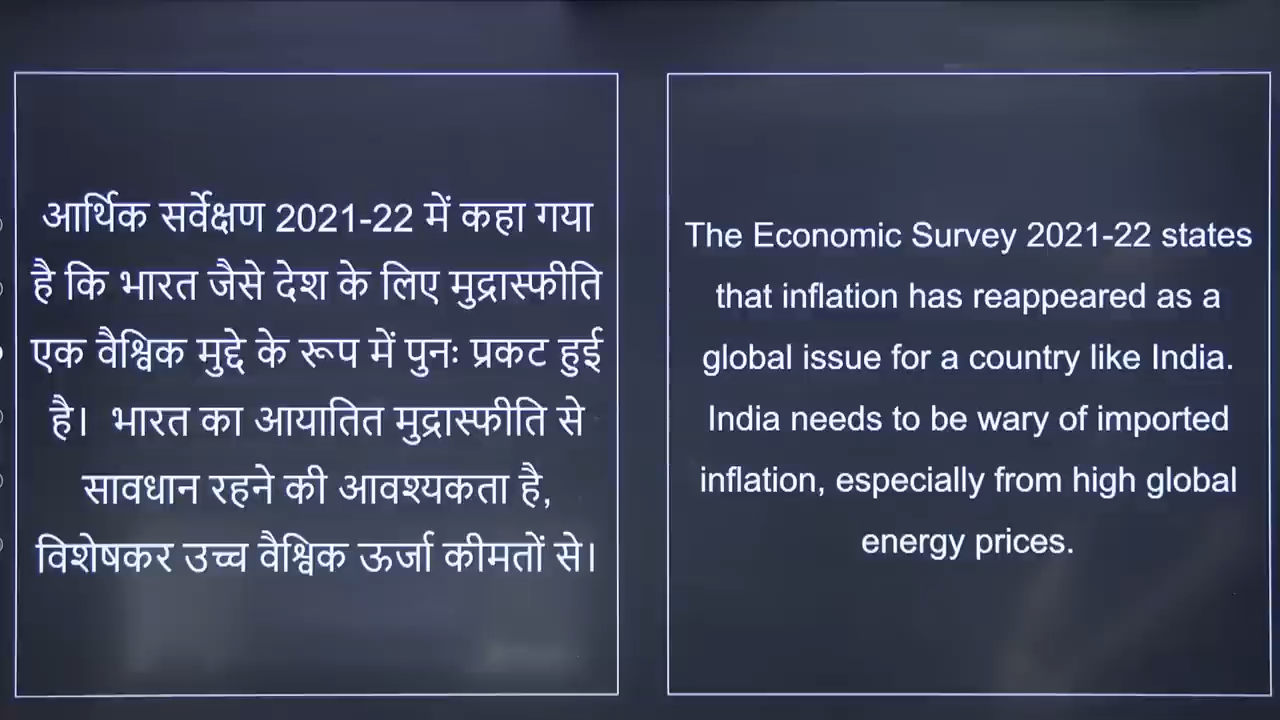 आर्थिक सर्वेक्षण 2021-22 में कहा गया
है कि भारत जैसे देश के लिए मुद्रास्फीति
एक वैश्विक मुद्दे के रूप में पुनः प्रकट हुई
है। भारत का आयातित मुद्रास्फीति से
सावधान रहने की आवश्यकता है,
विशेषकर उच्च वैश्विक ऊर्जा कीमतों से।
The Economic Survey 2021-22 states
that inflation has reappeared as a
global issue for a country like India.
India needs to be wary of imported
inflation, especially from high global
energy prices.